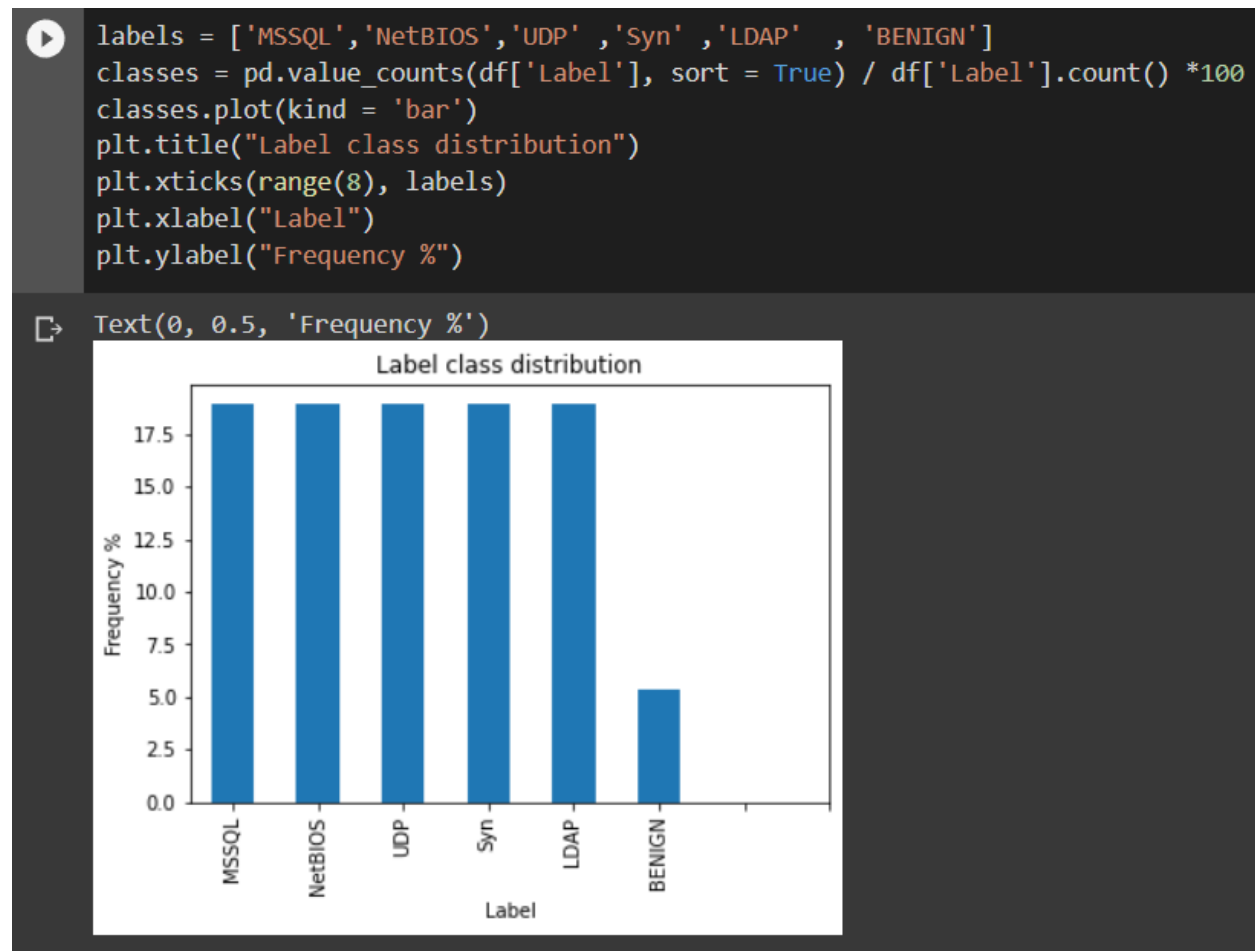 labels = ['MSSQL','NetBIOS','UDP' ,'Syn' ,'LDAP'  , 'BENIGN']
classes = pd.value_counts(df['Label'], sort = True) / df['Label'].count() *100
classes.plot(kind = 'bar')
plt.title("Label class distribution")
plt.xticks(range(8), labels)
plt.xlabel("Label")
plt.ylabel("Frequency %")
Text(0, 0.5, 'Frequency %')
Label class distribution
Frequency %
17.5
15.0
12.5
10.0
7.5
5.0
2.5
0.0
MSSQL
NetBIOS
UDP
Syn
LDAP
BENIGN
Label